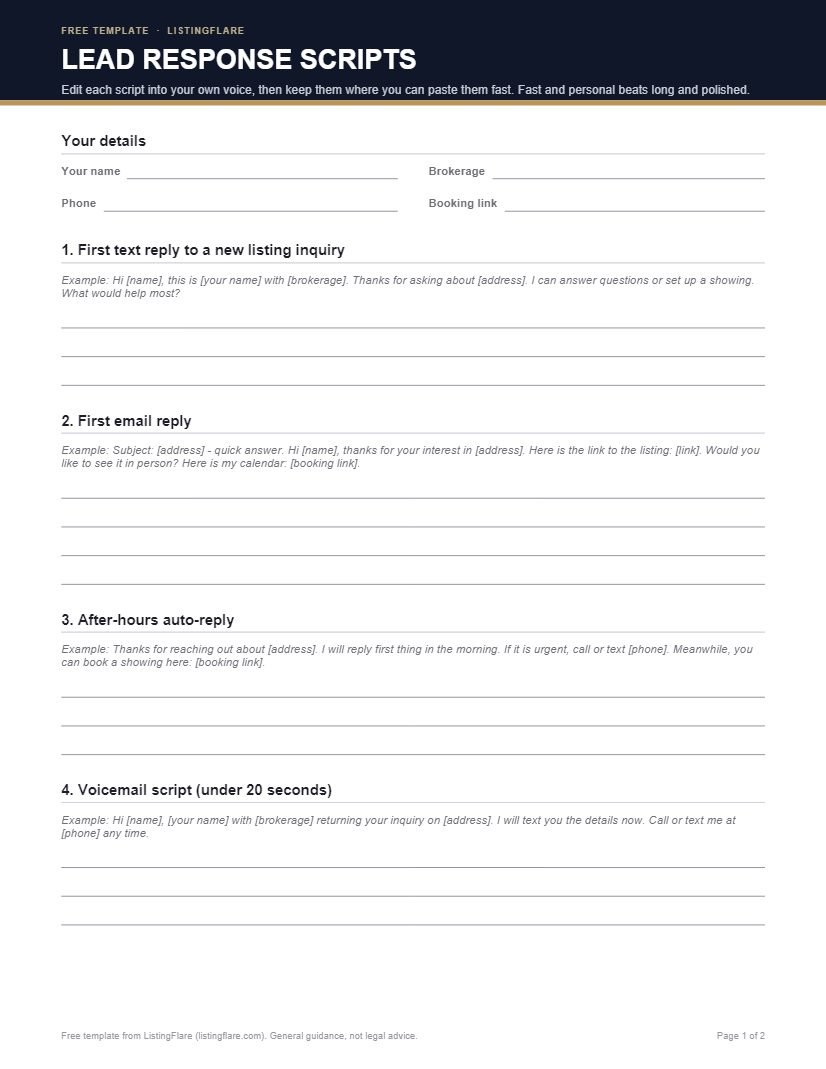 FREE TEMPLATE · LISTINGFLARE
LEAD RESPONSE SCRIPTS
Edit each script into your own voice, then keep them where you can paste them fast. Fast and personal beats long and polished.
Your details
Your name
Brokerage
Phone
Booking link
1. First text reply to a new listing inquiry
Example: Hi [name], this is [your name] with [brokerage]. Thanks for asking about [address]. I can answer questions or set up a showing.
What would help most?
2. First email reply
Example: Subject: [address] - quick answer. Hi [name], thanks for your interest in [address]. Here is the link to the listing: [link]. Would you
like to see it in person? Here is my calendar: [booking link].
3. After-hours auto-reply
Example: Thanks for reaching out about [address]. I will reply first thing in the morning. If it is urgent, call or text [phone]. Meanwhile, you
can book a showing here: [booking link].
4. Voicemail script (under 20 seconds)
Example: Hi [name], [your name] with [brokerage] returning your inquiry on [address]. I will text you the details now. Call or text me at
[phone] any time.
Free template from ListingFlare (listingflare.com). General guidance, not legal advice.
Page 1 of 2